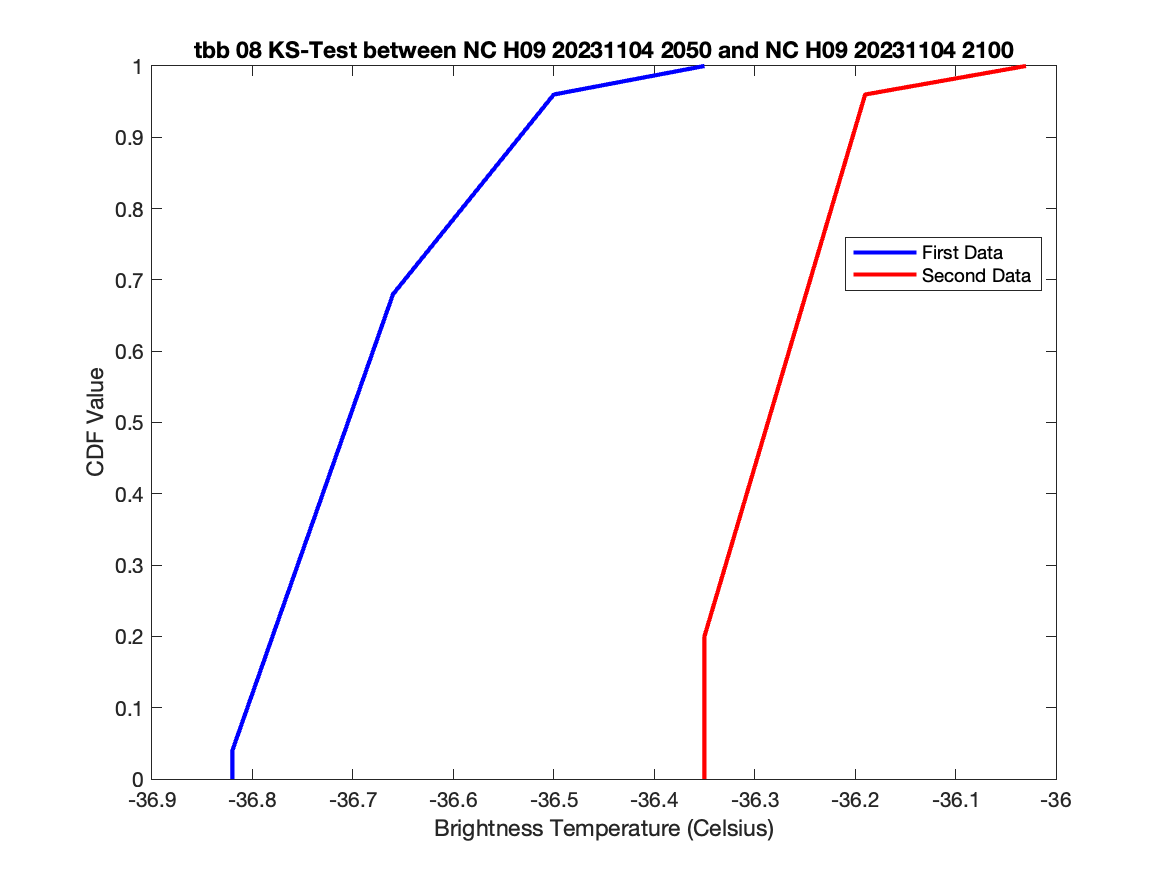 tbb 08 KS-Test between NC H09 20231104 2050 and NC H09 20231104 2100
1
0.9
0.8
0.7
0.6
0.5
0.4
0.3
0.2
0.1
0
CDF Value
First Data
Second Data
-36.9 -36.8 -36.7 -36.6 -36.5 -36.4 -36.3 -36.2 -36.1 -36
Brightness Temperature (Celsius)